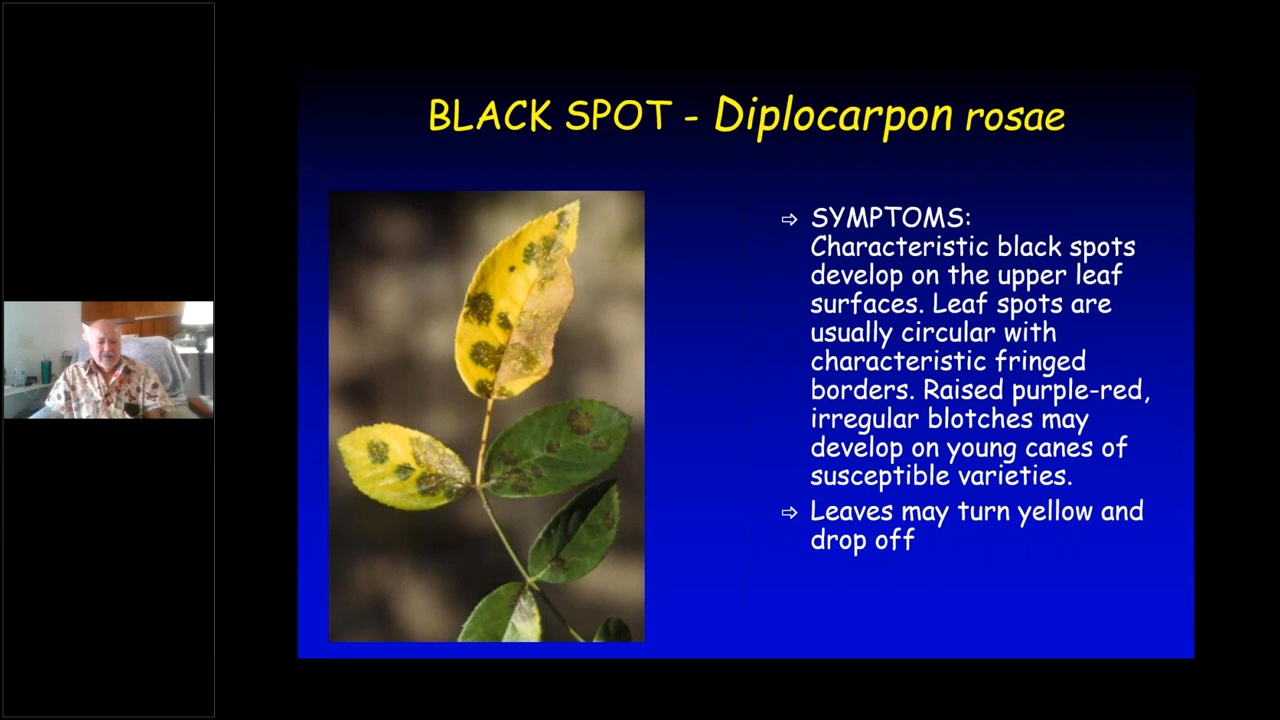 BLACK SPOT - Diplocarpon rosae
⇨ SYMPTOMS:
Characteristic black spots
develop on the upper leaf
surfaces. Leaf spots are
usually circular with
characteristic fringed
borders. Raised purple-red,
irregular blotches may
develop on young canes of
susceptible varieties.
⇨ Leaves may turn yellow and
drop off